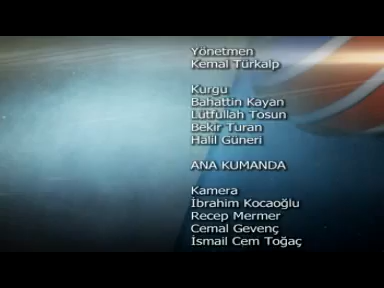 Yönetmen
Kemal Türkalp
Kurgu
Bahattin Kayan
Lütfullah Tosun
Bekir Turan
Halil Güneri
ANA KUMANDA
Kamera
İbrahim Kocaoğlu
Recep Mermer
Cemal Gevenç
İsmail Cem Toğaç